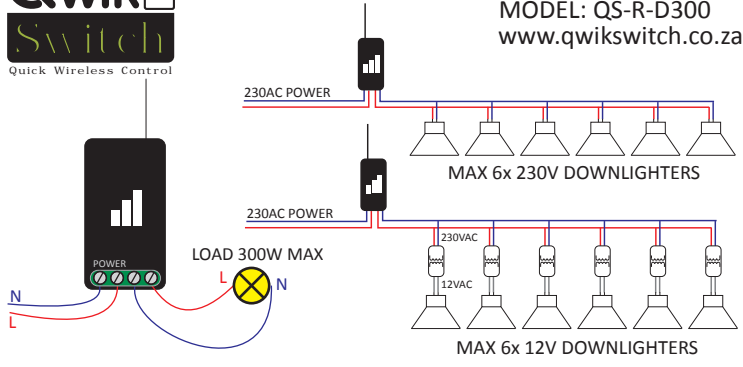 QWIK
Switch
Quick Wireless Control
MODEL: QS-R-D300
www.qwikswitch.co.za
230AC POWER
MAX 6x 230V DOWNLIGHTERS
230AC POWER
230VAC
12VAC
MAX 6x 12V DOWNLIGHTERS
POWER
LOAD 300W MAX
L
N
N
L